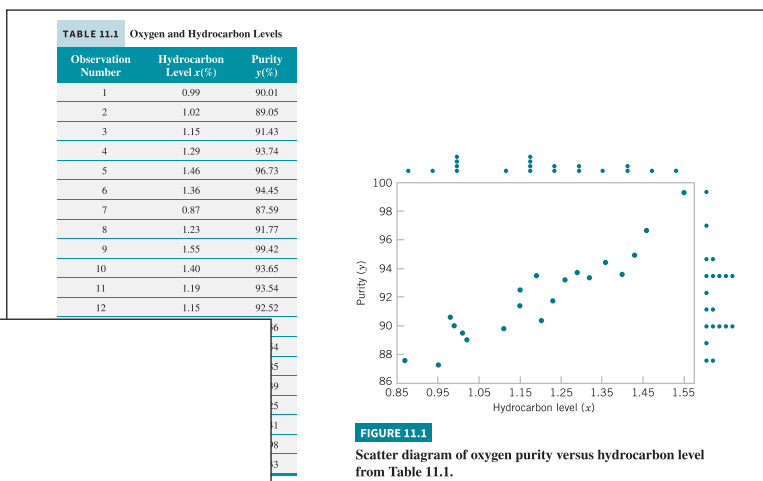 TABLE 11.1 Oxygen and Hydrocarbon Levels
Observation Number Hydrocarbon Level x(%) Purity y(%)
1 0.99 90.01
2 1.02 89.05
3 1.15 91.43
4 1.29 93.74
5 1.46 96.73
6 1.36 94.45
7 0.87 87.59
8 1.23 91.77
9 1.55 99.42
10 1.40 93.65
11 1.19 93.54
12 1.15 92.52
100
98
96
94
92
90
88
86
Purity (y)
0.85 0.95 1.05 1.15 1.25 1.35 1.45 1.55
Hydrocarbon level (x)
FIGURE 11.1
Scatter diagram of oxygen purity versus hydrocarbon level
from Table 11.1.